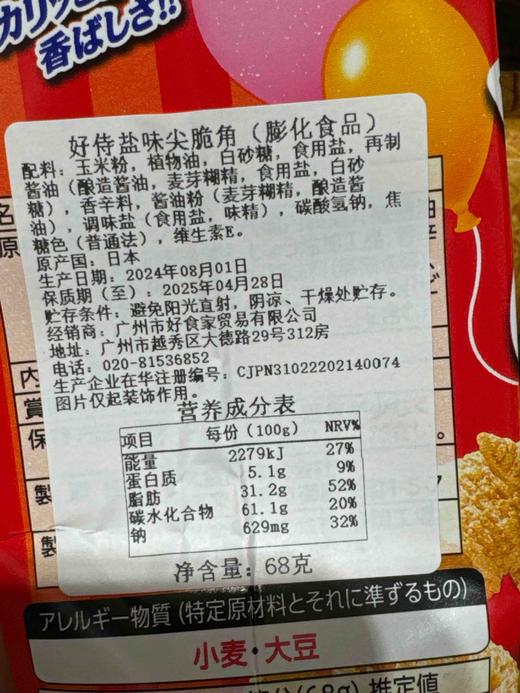 カリッと
香ばしさ!!
好侍盐味尖脆角（膨化食品）
配料：玉米粉，植物油，白砂糖，食用盐，再制
酱油（酿造酱油，麦芽糊精，食用盐，白砂
糖），香辛料，酱油粉（麦芽糊精，酿造酱
油），调味盐（食用盐，味精），碳酸氢钠，焦
糖色（普通法），维生素E。
原产国：日本
生产日期：2024年08月01日
保质期（至）：2025年04月28日
贮存条件：避免阳光直射，阴凉、干燥处贮存。
经销商：广州市好食家贸易有限公司
地址：广州市越秀区大德路29号312房
电话：020-81536852
生产企业在华注册编号：CJPN31022202140074
图片仅起装饰作用。
营养成分表
项目 每份（100g） NRV%
能量 2279kJ 27%
蛋白质 5.1g 9%
脂肪 31.2g 52%
碳水化合物 61.1g 20%
钠 629mg 32%
净含量：68克
名
原
内
賞
保
製
製
アレルギー物質(特定原材料とそれに準ずるもの)
小麦・大豆
(68g)推定値